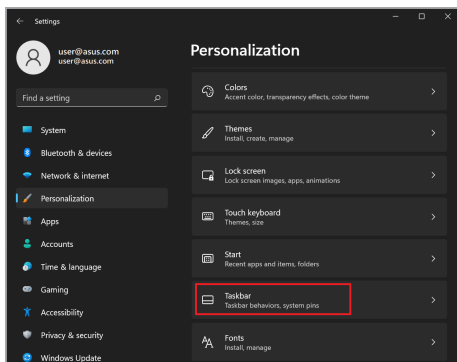 Settings
user@asus.com
user@asus.com
Find a setting
System
Bluetooth & devices
Network & internet
Personalization
Apps
Accounts
Time & language
Gaming
Accessibility
Privacy & security
Windows Update
Personalization
Colors
Accent color, transparency effects, color theme
Themes
Install, create, manage
Lock screen
Lock screen images, apps, animations
Touch keyboard
Themes, size
Start
Recent apps and items, folders
Taskbar
Taskbar behaviors, system pins
Fonts
Install, manage